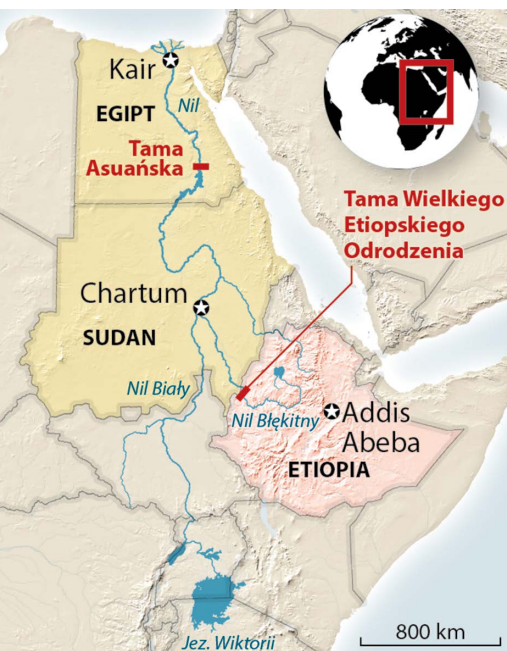 Kair
EGIPT
Nil
Tama
Asuańska
Tama Wielkiego
Etiopskiego
Odrodzenia
Chartum
SUDAN
Nil Biały
Nil Błękitny
Addis
Abeba
ETIOPIA
Jez. Wiktorii
800 km